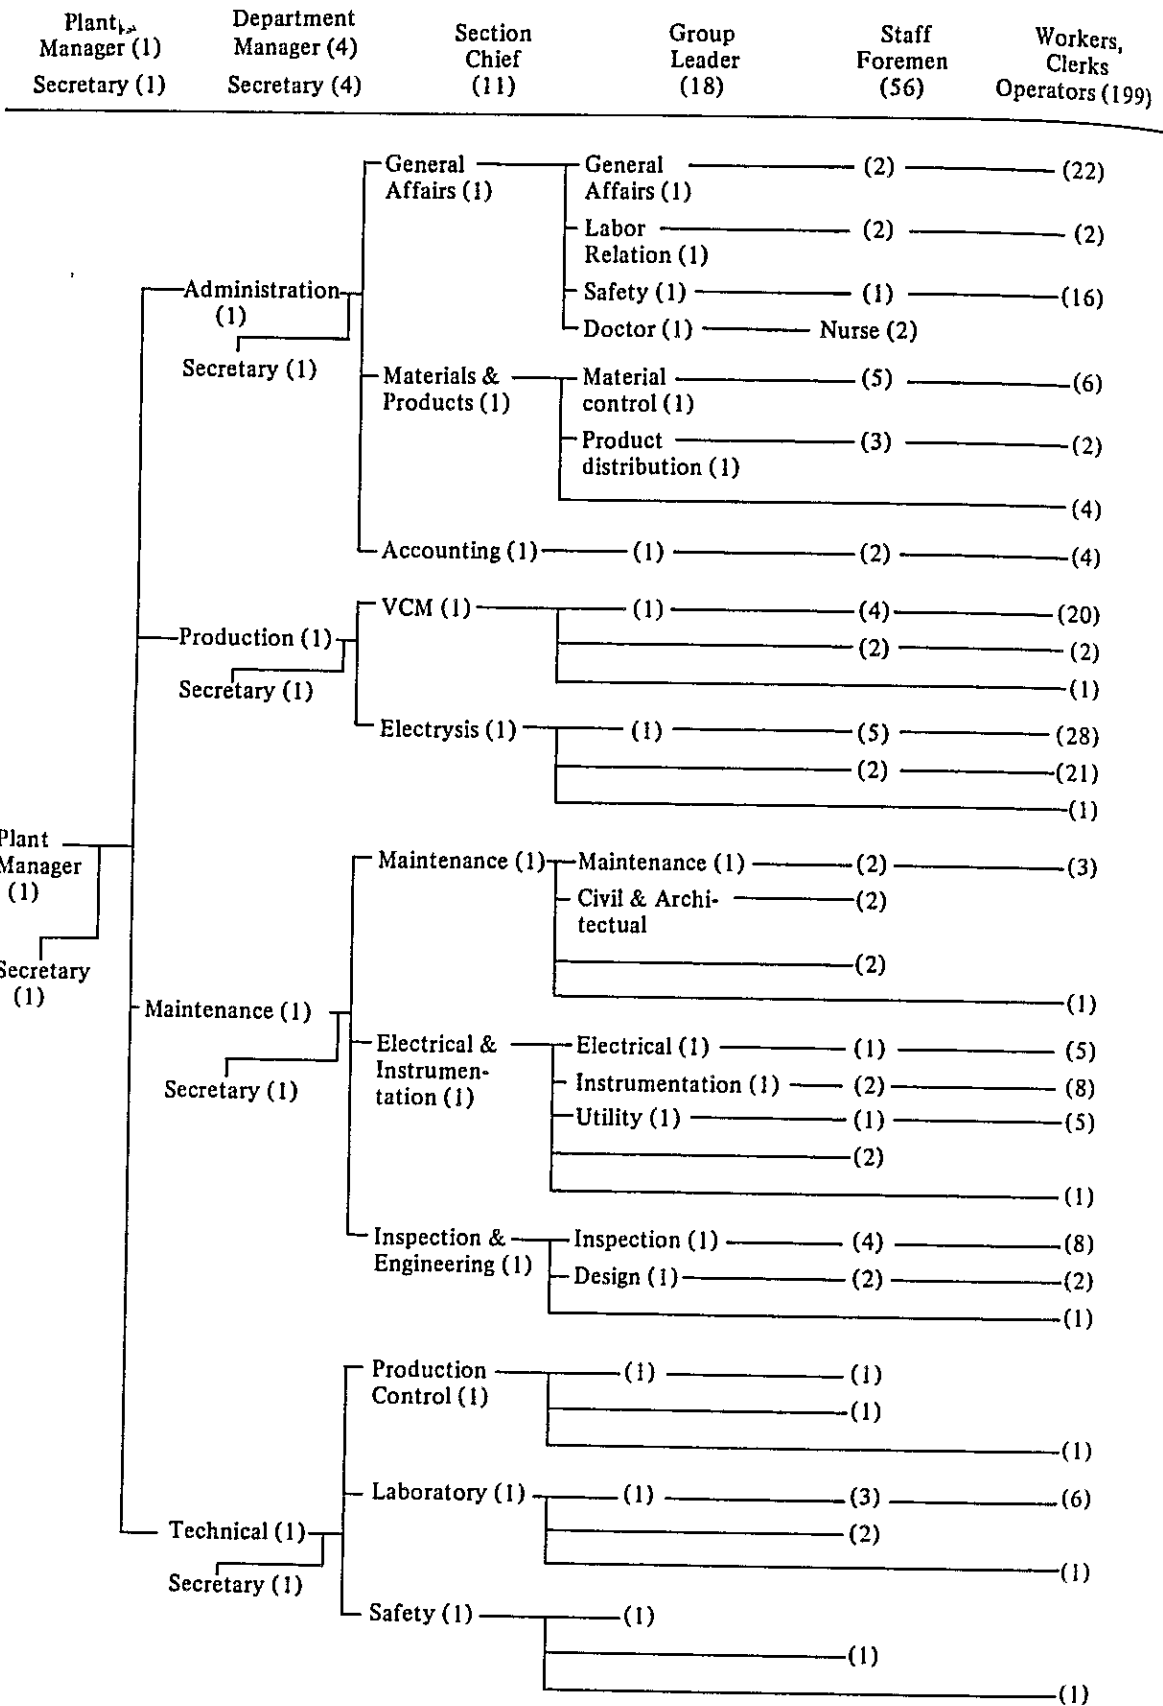 Plant
Manager (1)
Secretary (1)
Department
Manager (4)
Secretary (4)
Section
Chief
(11)
Group
Leader
(18)
Staff
Foremen
(56)
Workers,
Clerks
Operators (199)
General
Affairs (1)
General
Affairs (1)
(2)
(22)
Labor
Relation (1)
(2)
(2)
Administration
(1)
Secretary (1)
Safety (1)
(1)
(16)
Doctor (1)
Nurse (2)
Materials &
Products (1)
Material
control (1)
(5)
(6)
Product
distribution (1)
(3)
(2)
(4)
Accounting (1)
(1)
(2)
(4)
Production (1)
Secretary (1)
VCM (1)
(1)
(4)
(20)
(2)
(2)
(1)
Electrysis (1)
(1)
(5)
(28)
(2)
(21)
(1)
Plant
Manager
(1)
Secretary
(1)
Maintenance (1)
Secretary (1)
Maintenance (1)
Maintenance (1)
(2)
(3)
Civil & Archi-
tectual
(2)
(2)
(1)
Electrical &
Instrumen-
tation (1)
Electrical (1)
(1)
(5)
Instrumentation (1)
(2)
(8)
Utility (1)
(1)
(5)
(2)
(1)
Inspection &
Engineering (1)
Inspection (1)
(4)
(8)
Design (1)
(2)
(2)
(1)
Technical (1)
Secretary (1)
Production
Control (1)
(1)
(1)
(1)
(1)
Laboratory (1)
(1)
(3)
(6)
(2)
(1)
Safety (1)
(1)
(1)
(1)